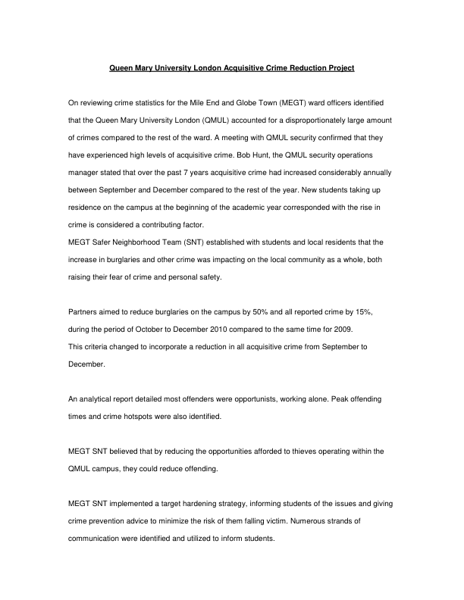 Queen Mary University London Acquisitive Crime Reduction Project
On reviewing crime statistics for the Mile End and Globe Town (MEGT) ward officers identified
that the Queen Mary University London (QMUL) accounted for a disproportionately large amount
of crimes compared to the rest of the ward. A meeting with QMUL security confirmed that they
have experienced high levels of acquisitive crime. Bob Hunt, the QMUL security operations
manager stated that over the past 7 years acquisitive crime had increased considerably annually
between September and December compared to the rest of the year. New students taking up
residence on the campus at the beginning of the academic year corresponded with the rise in
crime is considered a contributing factor.
MEGT Safer Neighborhood Team (SNT) established with students and local residents that the
increase in burglaries and other crime was impacting on the local community as a whole, both
raising their fear of crime and personal safety.
Partners aimed to reduce burglaries on the campus by 50% and all reported crime by 15%,
during the period of October to December 2010 compared to the same time for 2009.
This criteria changed to incorporate a reduction in all acquisitive crime from September to
December.
An analytical report detailed most offenders were opportunists, working alone. Peak offending
times and crime hotspots were also identified.
MEGT SNT believed that by reducing the opportunities afforded to thieves operating within the
QMUL campus, they could reduce offending.
MEGT SNT implemented a target hardening strategy, informing students of the issues and giving
crime prevention advice to minimize the risk of them falling victim. Numerous strands of
communication were identified and utilized to inform students.